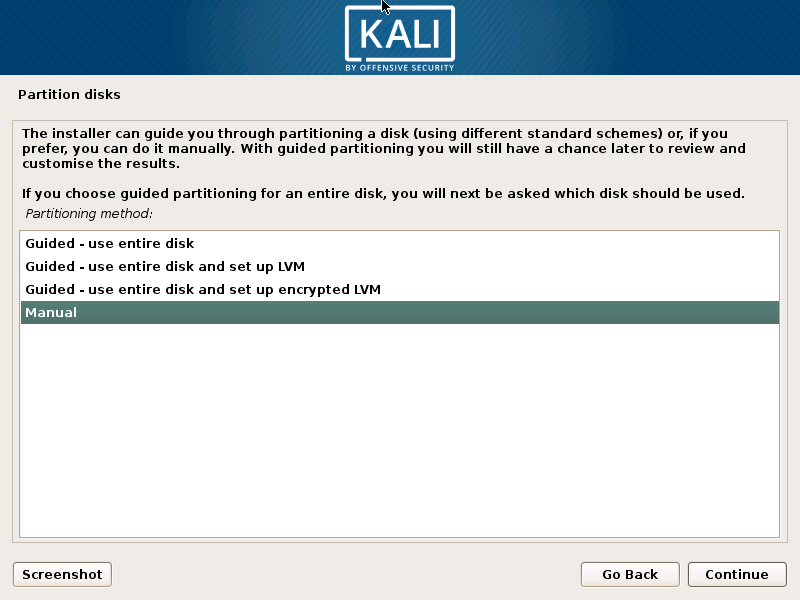 KALI
BY OFFENSIVE SECURITY
Partition disks
The installer can guide you through partitioning a disk (using different standard schemes) or, if you
prefer, you can do it manually. With guided partitioning you will still have a chance later to review and
customise the results.
If you choose guided partitioning for an entire disk, you will next be asked which disk should be used.
Partitioning method:
Guided - use entire disk
Guided - use entire disk and set up LVM
Guided - use entire disk and set up encrypted LVM
Manual
Screenshot
Go Back
Continue